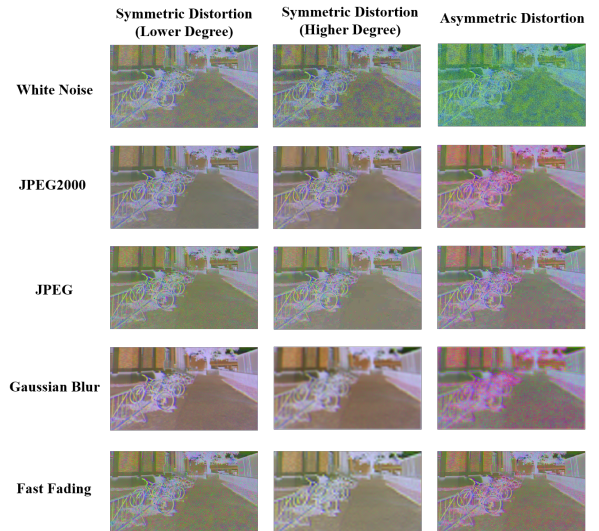 Symmetric Distortion
(Lower Degree)
Symmetric Distortion
(Higher Degree)
Asymmetric Distortion
White Noise
JPEG2000
JPEG
Gaussian Blur
Fast Fading